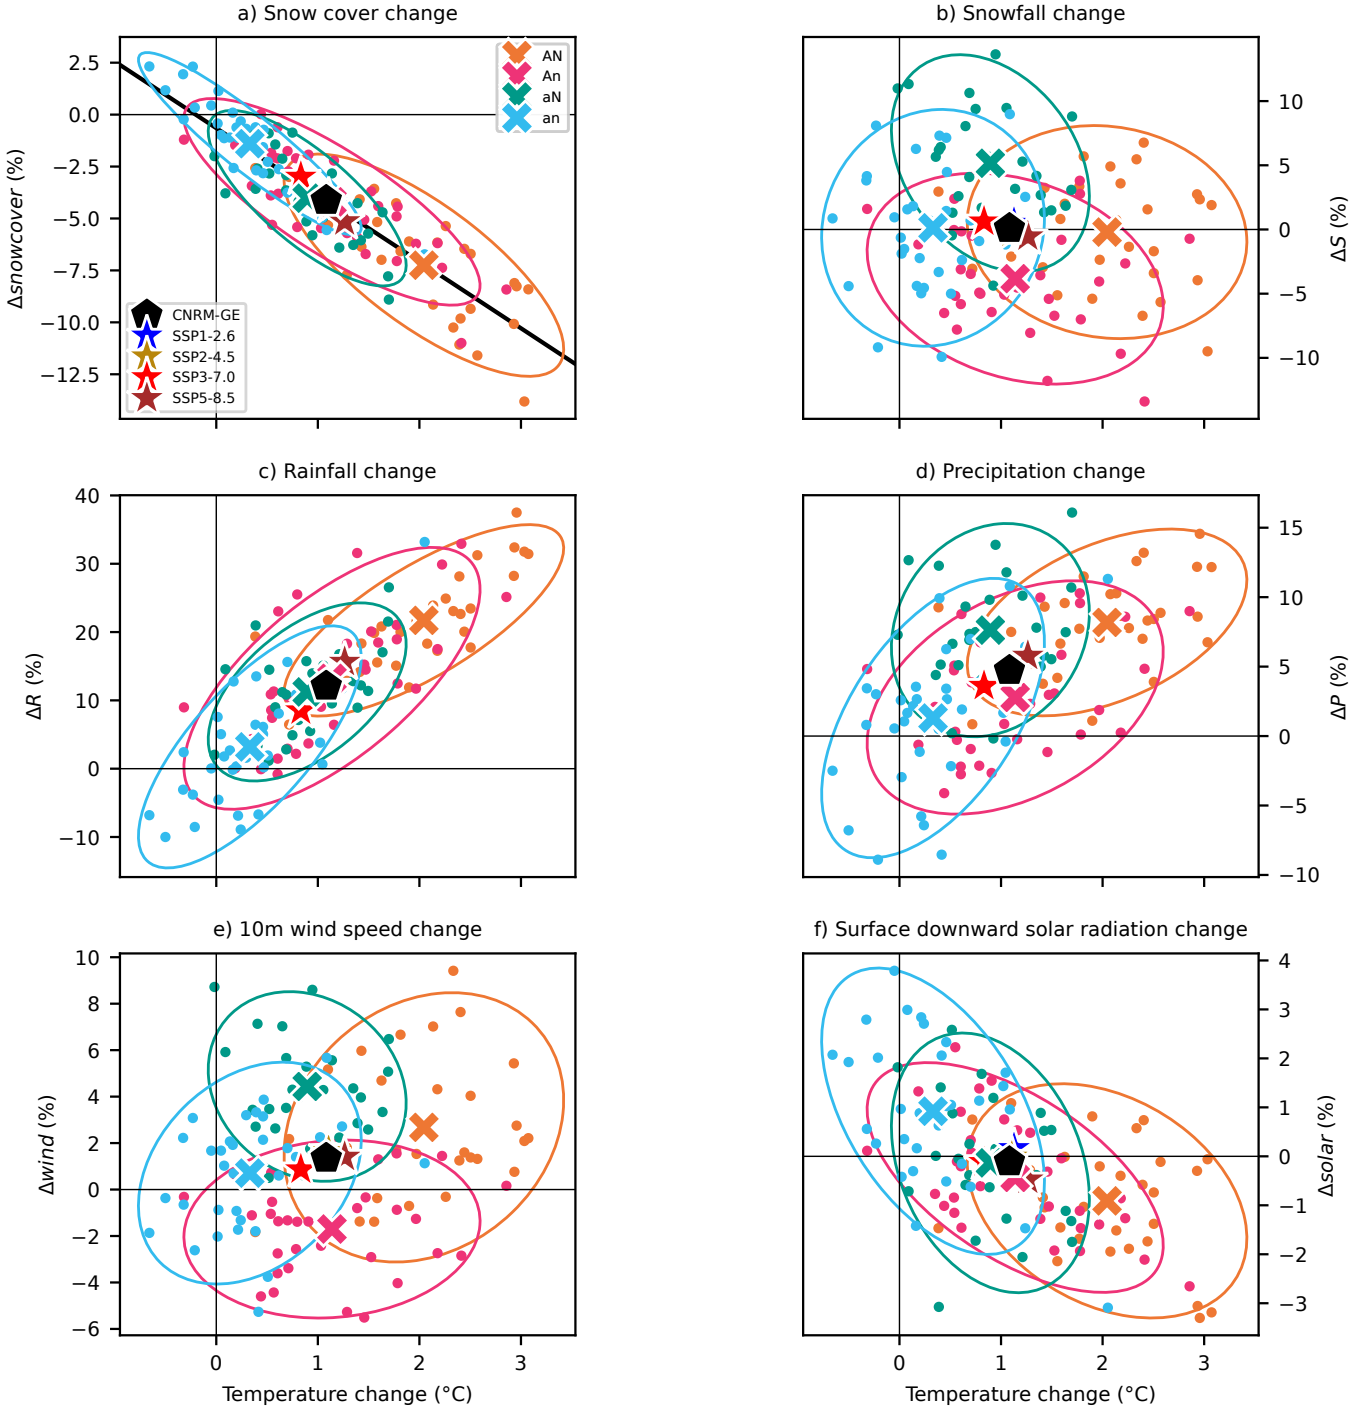 a) Snow cover change
b) Snowfall change
2.5
0.0
−2.5
−5.0
−7.5
−10.0
−12.5
Δsnowcover (%)
AN
An
aN
an
CNRM-GE
SSP1-2.6
SSP2-4.5
SSP3-7.0
SSP5-8.5
10
5
0
−5
−10
ΔS (%)
c) Rainfall change
d) Precipitation change
40
30
20
10
0
−10
ΔR (%)
15
10
5
0
−5
−10
ΔP (%)
e) 10m wind speed change
f) Surface downward solar radiation change
10
8
6
4
2
0
−2
−4
−6
Δwind (%)
4
3
2
1
0
−1
−2
−3
Δsolar (%)
0 1 2 3
0 1 2 3
Temperature change (°C)
Temperature change (°C)